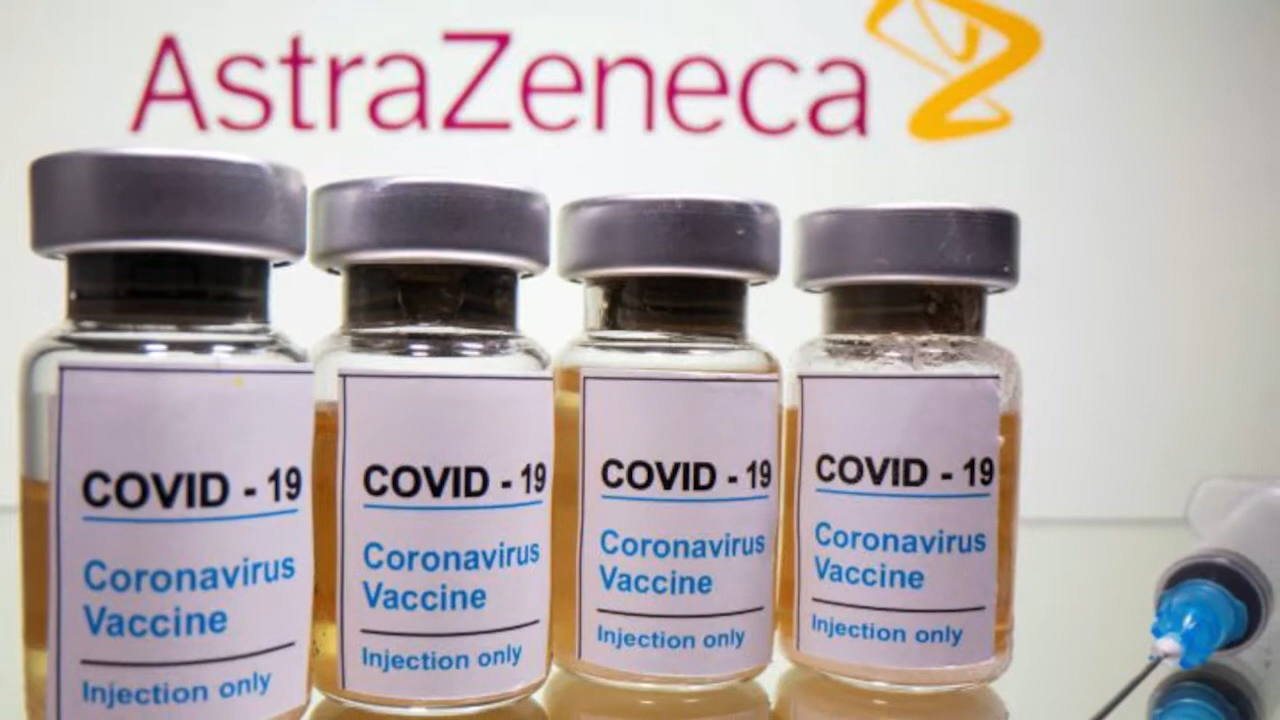 AstraZeneca
COVID - 19
Coronavirus
Vaccine
Injection only
COVID - 19
Coronavirus
Vaccine
Injection only
COVID - 19
Coronavirus
Vaccine
Injection only
COVID - 19
Coronavirus
Vaccine
Injection only